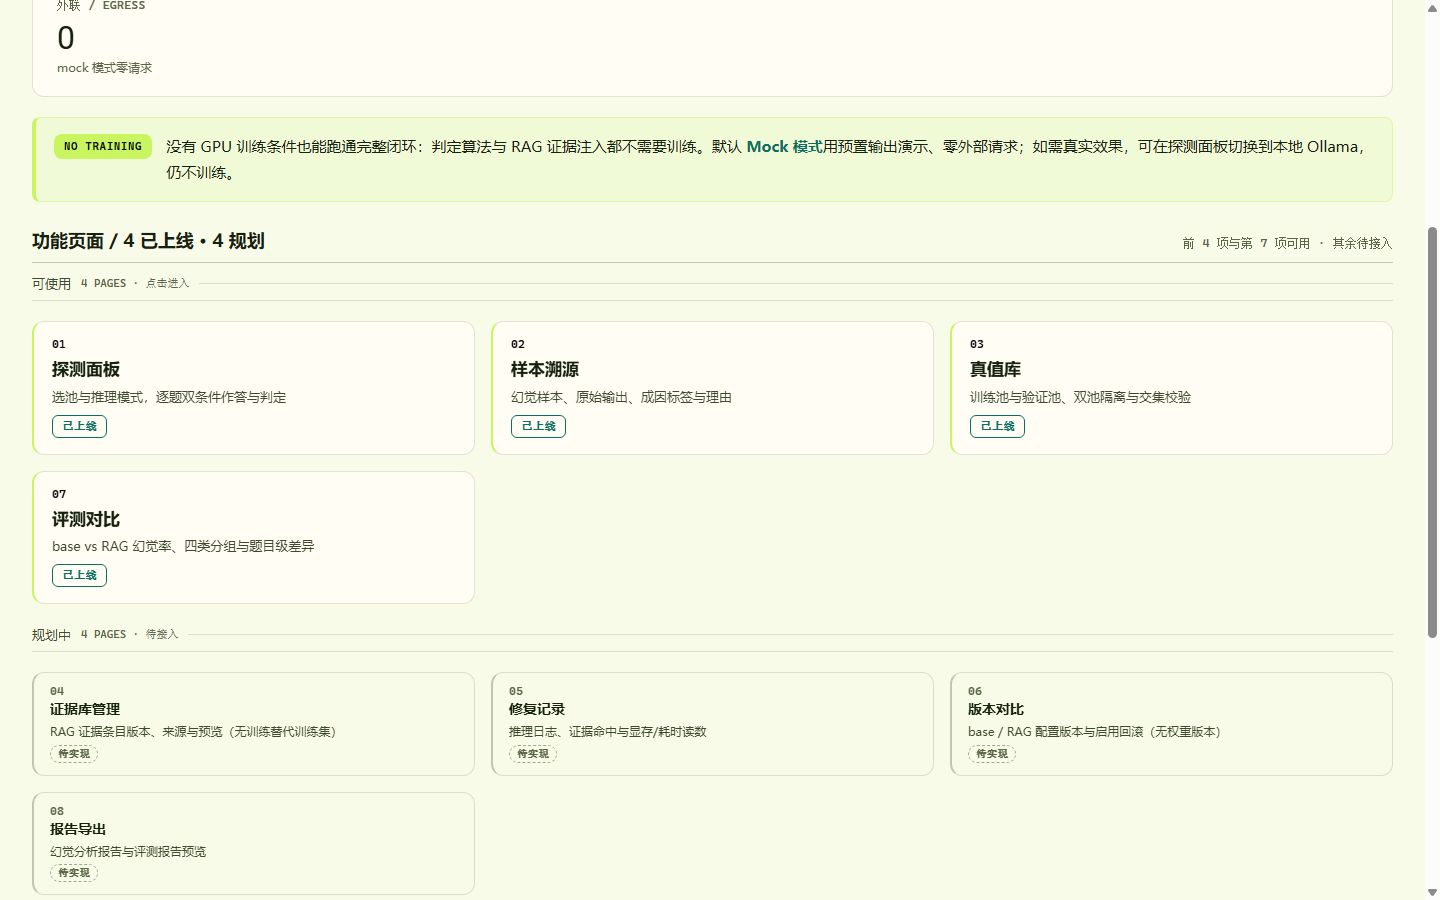 外联 / EGRESS
0
mock 模式零请求
NO TRAINING
没有 GPU 训练条件也能跑通完整闭环：判定算法与 RAG 证据注入都不需要训练。默认 Mock 模式用预置输出演示、零外部请求；如需真实效果，可在探测面板切换到本地 Ollama，
仍不训练。
功能页面 / 4 已上线 · 4 规划
前 4 项与第 7 项可用 · 其余待接入
可使用 4 PAGES · 点击进入
01
探测面板
选池与推理模式，逐题双条件作答与判定
已上线
02
样本溯源
幻觉样本、原始输出、成因标签与理由
已上线
03
真值库
训练池与验证池、双池隔离与交集校验
已上线
07
评测对比
base vs RAG 幻觉率、四类分组与题目级差异
已上线
规划中 4 PAGES · 待接入
04
证据库管理
RAG 证据条目版本、来源与预览（无训练替代训练集）
待实现
05
修复记录
推理日志、证据命中与显存/耗时读数
待实现
06
版本对比
base / RAG 配置版本与启用回滚（无权重版本）
待实现
08
报告导出
幻觉分析报告与评测报告预览
待实现